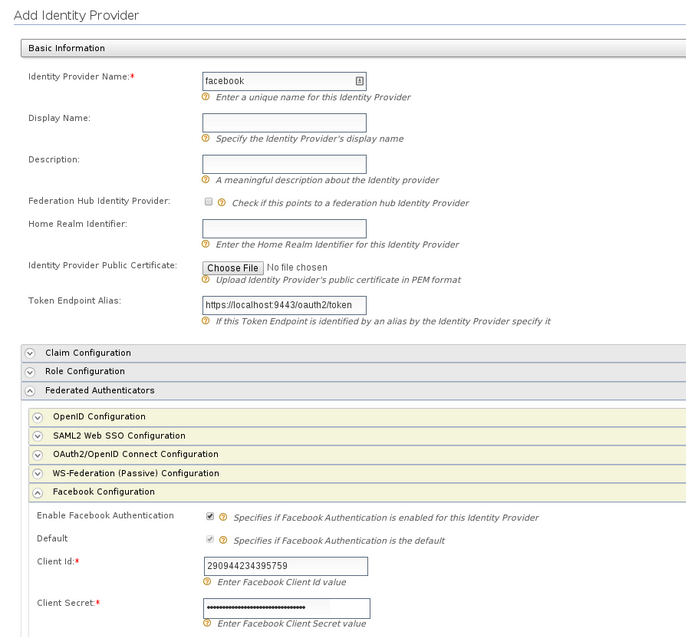 Add Identity Provider
Basic Information
Identity Provider Name:* facebook
Enter a unique name for this Identity Provider
Display Name:
Specify the Identity Provider's display name
Description:
A meaningful description about the Identity provider
Federation Hub Identity Provider: Check if this points to a federation hub Identity Provider
Home Realm Identifier:
Enter the Home Realm Identifier for this Identity Provider
Identity Provider Public Certificate: Choose File No file chosen
Upload Identity Provider's public certificate in PEM format
Token Endpoint Alias: https://localhost:9443/oauth2/token
If this Token Endpoint is identified by an alias by the Identity Provider specify it
Claim Configuration
Role Configuration
Federated Authenticators
OpenID Configuration
SAML2 Web SSO Configuration
OAuth2/OpenID Connect Configuration
WS-Federation (Passive) Configuration
Facebook Configuration
Enable Facebook Authentication Specifies if Facebook Authentication is enabled for this Identity Provider
Default Specifies if Facebook Authentication is the default
Client Id:* 290944234395759
Enter Facebook Client Id value
Client Secret:*
Enter Facebook Client Secret value